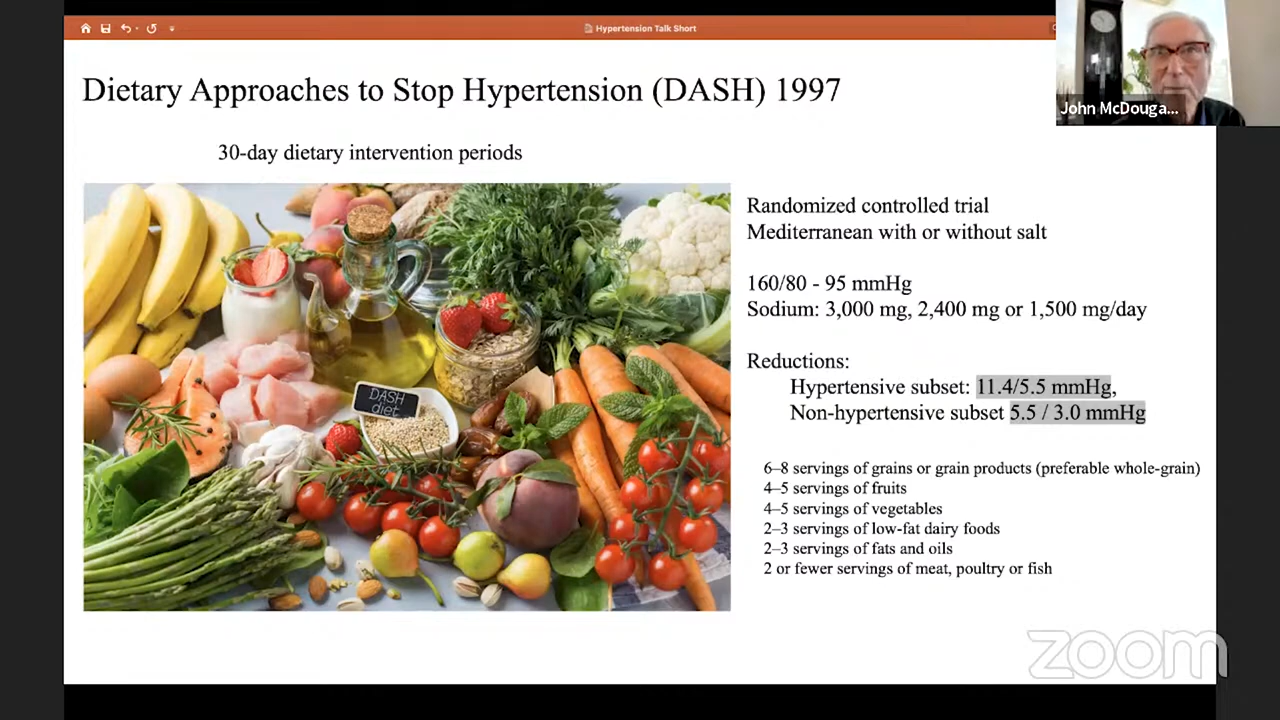 Hypertension Talk Short
Dietary Approaches to Stop Hypertension (DASH) 1997
John McDouga...
30-day dietary intervention periods
DASH
diet
Randomized controlled trial
Mediterranean with or without salt
160/80 - 95 mmHg
Sodium: 3,000 mg, 2,400 mg or 1,500 mg/day
Reductions:
Hypertensive subset: 11.4/5.5 mmHg,
Non-hypertensive subset 5.5 / 3.0 mmHg
6–8 servings of grains or grain products (preferable whole-grain)
4–5 servings of fruits
4–5 servings of vegetables
2–3 servings of low-fat dairy foods
2–3 servings of fats and oils
2 or fewer servings of meat, poultry or fish
zoom